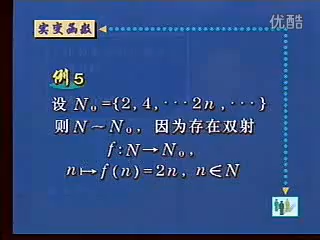 优酷
实变函数
例5
设 N₀={2,4,···2n,···}
则N～N₀, 因为存在双射
f:N→N₀,
n↦f(n)=2n, n∈N